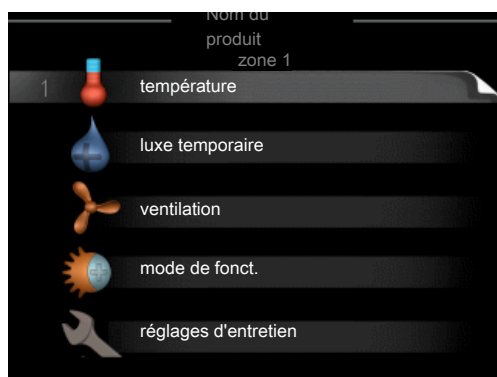 Nom du
produit
zone 1
1 température
luxe temporaire
ventilation
mode de fonct.
réglages d'entretien